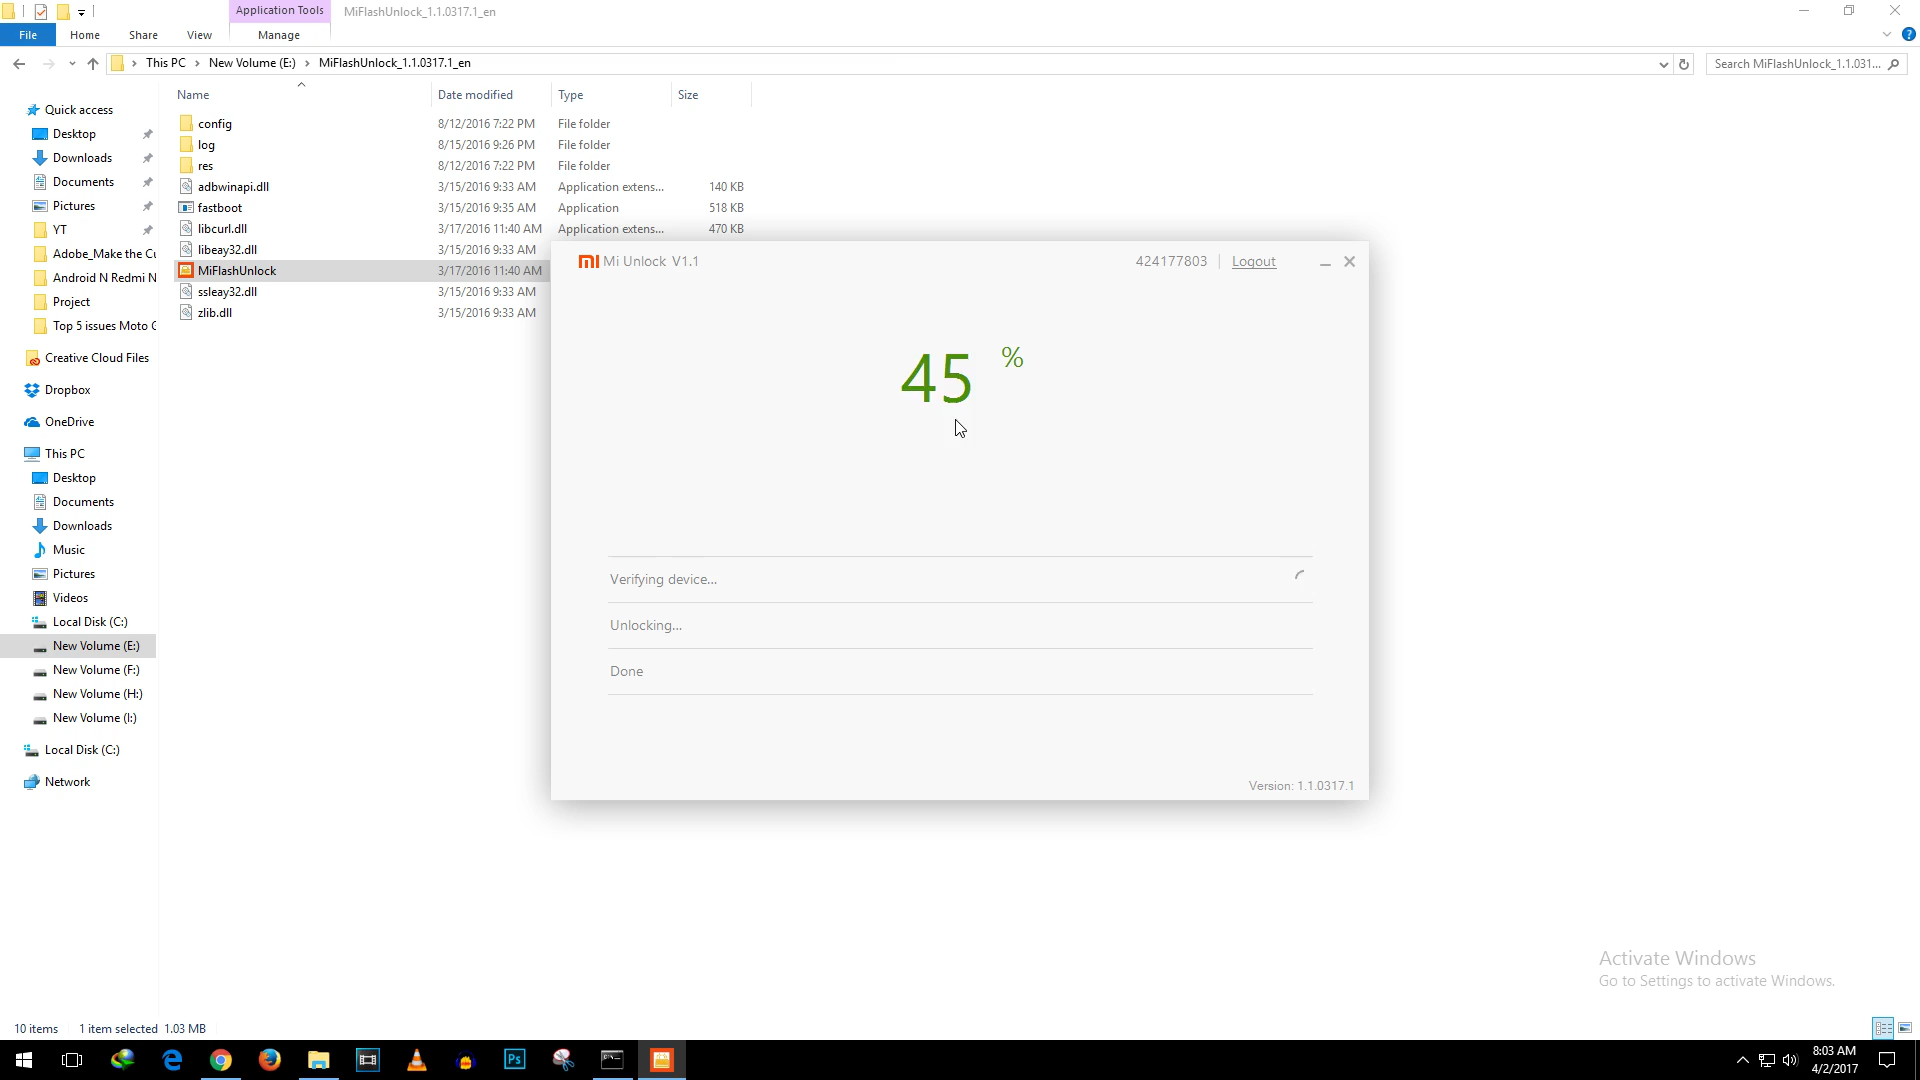 Application Tools
MiFlashUnlock_1.1.0317.1_en
File Home Share View Manage
This PC New Volume (E:) MiFlashUnlock_1.1.0317.1_en
Search MiFlashUnlock_1.1.031...
Name Date modified Type Size
config 8/12/2016 7:22 PM File folder
log 8/15/2016 9:26 PM File folder
res 8/12/2016 7:22 PM File folder
adbwinapi.dll 3/15/2016 9:33 AM Application extens... 140 KB
fastboot 3/15/2016 9:35 AM Application 518 KB
libcurl.dll 3/17/2016 11:40 AM Application extens... 470 KB
libeay32.dll 3/15/2016 9:33 AM
MiFlashUnlock 3/17/2016 11:40 AM
ssleay32.dll 3/15/2016 9:33 AM
zlib.dll 3/15/2016 9:33 AM
Quick access
Desktop
Downloads
Documents
Pictures
YT
Adobe_Make the Cu
Android N Redmi N
Project
Top 5 issues Moto G
Creative Cloud Files
Dropbox
OneDrive
This PC
Desktop
Documents
Downloads
Music
Pictures
Videos
Local Disk (C:)
New Volume (E:)
New Volume (F:)
New Volume (H:)
New Volume (I:)
Local Disk (C:)
Network
Mi Unlock V1.1
424177803 Logout
45 %
Verifying device...
Unlocking...
Done
Version: 1.1.0317.1
Activate Windows
Go to Settings to activate Windows.
10 items 1 item selected 1.03 MB
Ps
8:03 AM
4/2/2017